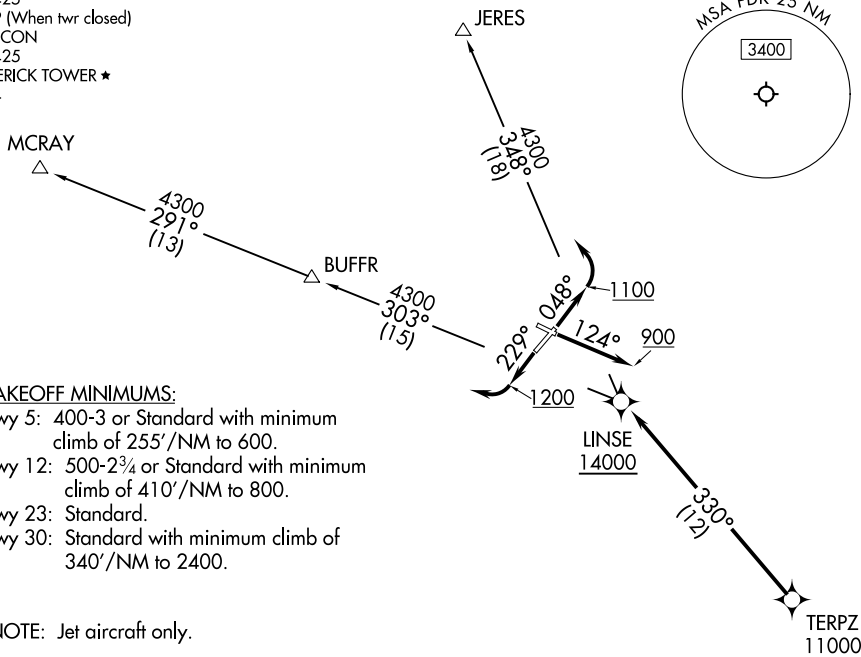 (When twr closed)
JERES
MSA FDK 25 NM
3400
MCRAY
4300
348°
(18)
4300
291°
(13)
BUFFR
4300
303°
(15)
048°
1100
124°
900
229°
1200
LINSE
14000
330°
(12)
TERPZ
11000
AKEOFF MINIMUMS:
wy 5: 400-3 or Standard with minimum
climb of 255'/NM to 600.
wy 12: 500-2¾ or Standard with minimum
climb of 410'/NM to 800.
wy 23: Standard.
wy 30: Standard with minimum climb of
340'/NM to 2400.
NOTE: Jet aircraft only.
CON
25
ERICK TOWER ★